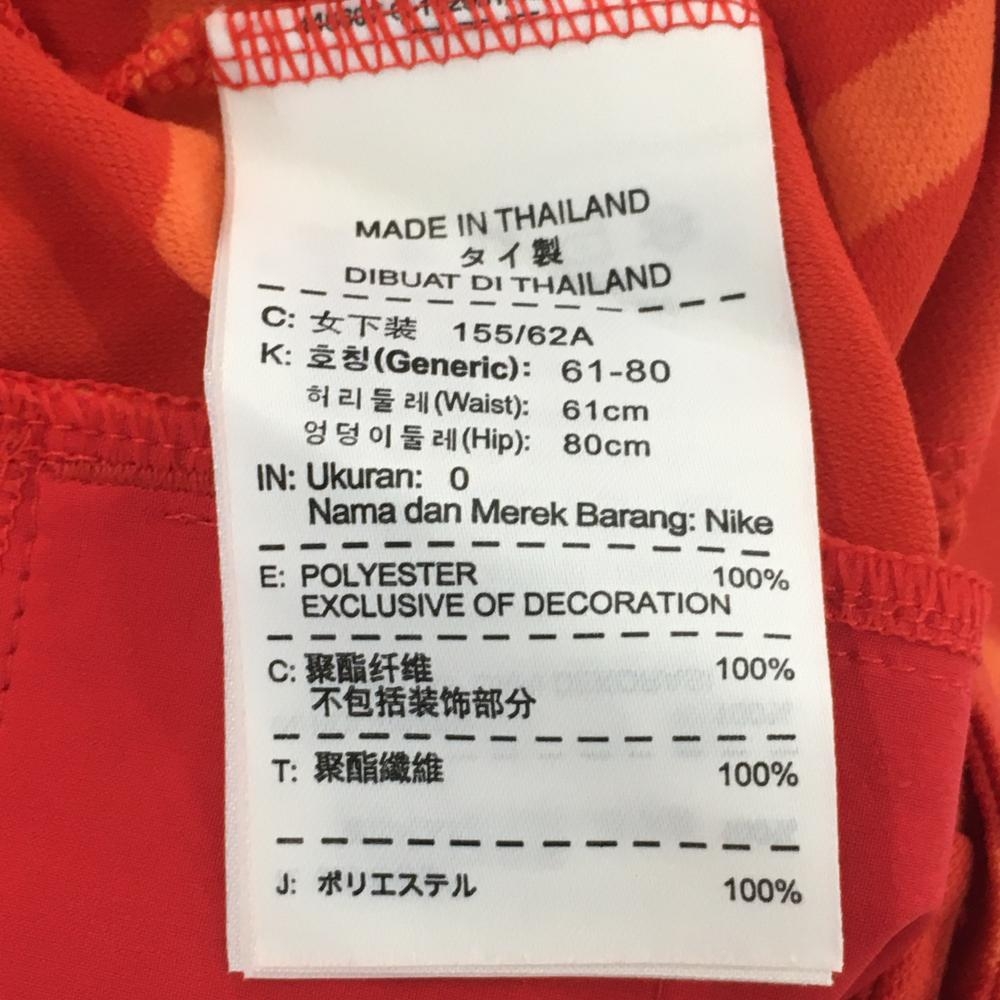 MADE IN THAILAND
タイ製
DIBUAT DI THAILAND
C: 女下装 155/62A
K: 호칭(Generic): 61-80
허리둘레(Waist): 61cm
엉덩이둘레(Hip): 80cm
IN: Ukuran: 0
Nama dan Merek Barang: Nike
E: POLYESTER 100%
EXCLUSIVE OF DECORATION
C: 聚酯纤维 100%
不包括装饰部分
T: 聚酯纖維 100%
J: ポリエステル 100%